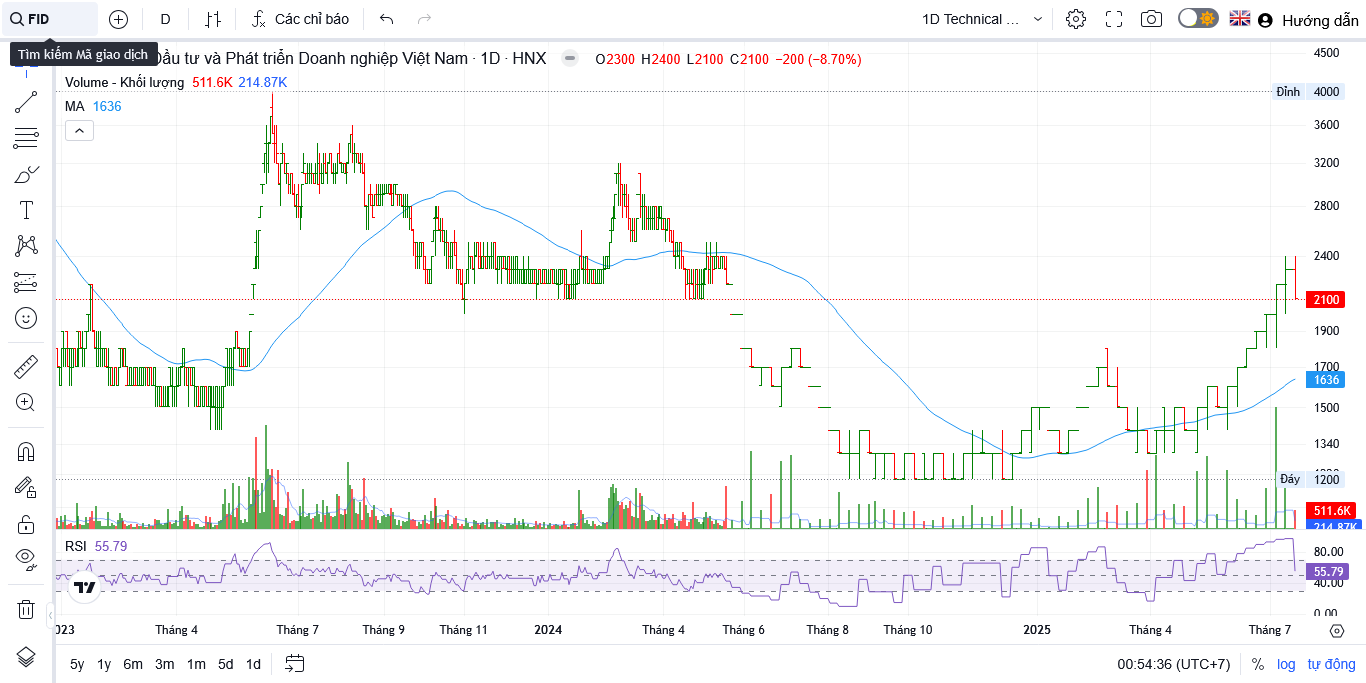 FID
D
Các chỉ báo
1D Technical ...
Hướng dẫn
Tìm kiếm Mã giao dịch
Đầu tư và Phát triển Doanh nghiệp Việt Nam · 1D · HNX
O2300 H2400 L2100 C2100 −200 (−8.70%)
Volume - Khối lượng 511.6K 214.87K
MA 1636
4500
Đỉnh 4000
3600
3200
2800
2400
2100
1900
1700
1636
1500
1340
Đáy 1200
511.6K
214.87K
RSI 55.79
80.00
55.79
40.00
0.00
023
Tháng 4
Tháng 7
Tháng 9
Tháng 11
2024
Tháng 4
Tháng 6
Tháng 8
Tháng 10
2025
Tháng 4
Tháng 7
5y 1y 6m 3m 1m 5d 1d
00:54:36 (UTC+7)
% log tự động